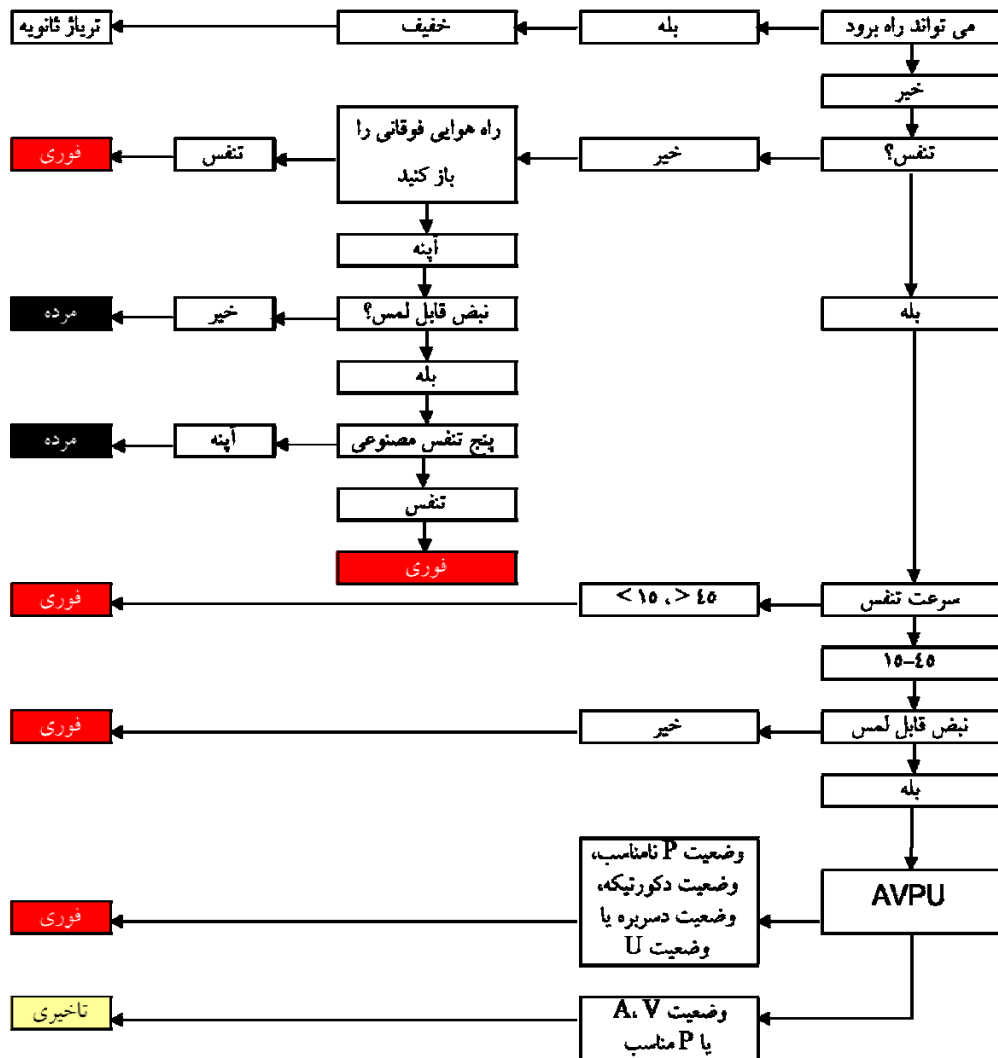 می تواند راه برود
بله
خفیف
تریاژ ثانویه
خیر
تنفس؟
خیر
راه هوایی فوقانی را
باز کنید
تنفس
فوری
آپنه
بله
نبض قابل لمس؟
خیر
مرده
بله
پنج تنفس مصنوعی
آپنه
مرده
تنفس
فوری
سرعت تنفس
< ۱۵ ، > ٤٥
فوری
۱۵-٤٥
نبض قابل لمس
خیر
فوری
بله
AVPU
وضعیت P نامناسب،
وضعیت دکورتیکه،
وضعیت دسربره یا
وضعیت U
فوری
وضعیت A، V
یا P مناسب
تاخیری